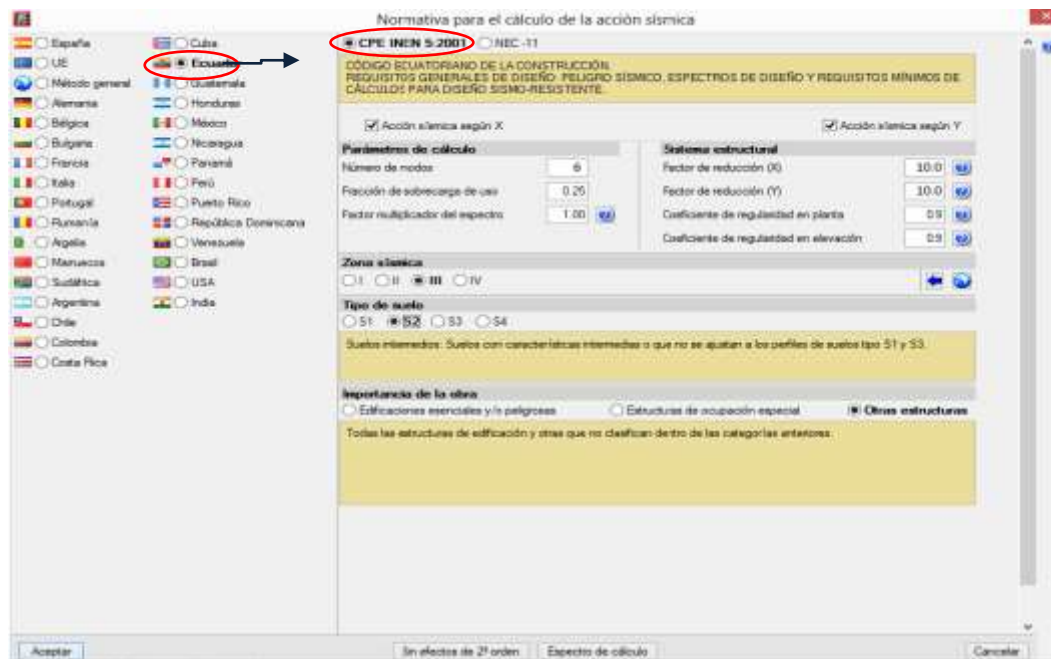 Normativa para el cálculo de la acción sísmica
España
Cuba
CPE INEN 5:2001
NEC-11
UE
Ecuador
CÓDIGO ECUATORIANO DE LA CONSTRUCCIÓN.
REQUISITOS GENERALES DE DISEÑO: PELIGRO SÍSMICO, ESPECTROS DE DISEÑO Y REQUISITOS MÍNIMOS DE
CÁLCULOS PARA DISEÑO SISMO-RESISTENTE.
Método general
Guatemala
Alemania
Honduras
Bélgica
México
Acción sísmica según X
Acción sísmica según Y
Bulgaria
Nicaragua
Parámetros de cálculo
Sistema estructural
Francia
Panamá
Número de modos
6
Factor de reducción (X)
10.0
Italia
Perú
Portugal
Puerto Rico
Fracción de sobrecarga de uso
0.25
Factor de reducción (Y)
10.0
Rumanía
República Dominicana
Factor multiplicador del espectro
1.00
Coeficiente de regularidad en planta
0.9
Argelia
Venezuela
Coeficiente de regularidad en elevación
0.9
Marruecos
Brasil
Zona sísmica
Sudáfrica
USA
I
II
III
IV
Argentina
India
Tipo de suelo
Chile
S1
S2
S3
S4
Colombia
Suelos intermedios: Suelos con características intermedias o que no se ajustan a los perfiles de suelos tipo S1 y S3.
Costa Rica
Importancia de la obra
Edificaciones esenciales y/o peligrosas
Estructuras de ocupación especial
Otras estructuras
Todas las estructuras de edificación y otras que no clasifican dentro de las categorías anteriores.
Aceptar
Sin efectos de 2º orden
Espectro de cálculo
Cancelar